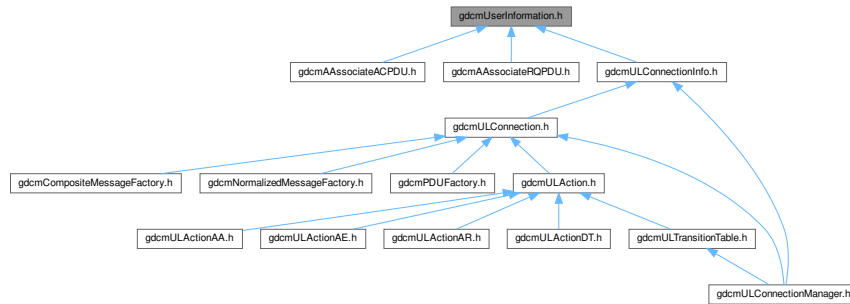 gdcmUserInformation.h
gdcmAAssociateACPDU.h
gdcmAAssociateRQPDU.h
gdcmULConnectionInfo.h
gdcmULConnection.h
gdcmCompositeMessageFactory.h
gdcmNormalizedMessageFactory.h
gdcmPDUFactory.h
gdcmULAction.h
gdcmULActionAA.h
gdcmULActionAE.h
gdcmULActionAR.h
gdcmULActionDT.h
gdcmULTransitionTable.h
gdcmULConnectionManager.h